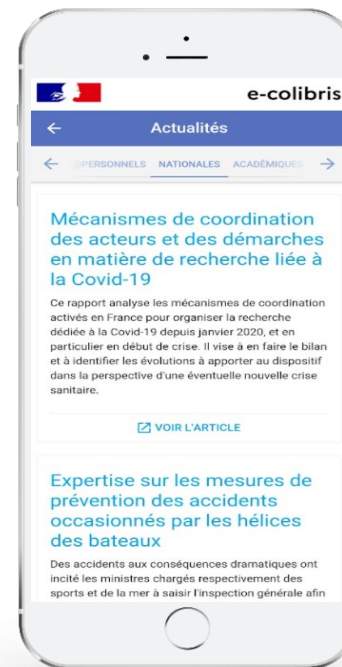 e-colibris
Actualités
@PERSONNELS NATIONALES ACADÉMIQUES
Mécanismes de coordination
des acteurs et des démarches
en matière de recherche liée à
la Covid-19
Ce rapport analyse les mécanismes de coordination
activés en France pour organiser la recherche
dédiée à la Covid-19 depuis janvier 2020, et en
particulier en début de crise. Il vise à en faire le bilan
et à identifier les évolutions à apporter au dispositif
dans la perspective d'une éventuelle nouvelle crise
sanitaire.
VOIR L'ARTICLE
Expertise sur les mesures de
prévention des accidents
occasionnés par les hélices
des bateaux
Des accidents aux conséquences dramatiques ont
incité les ministres chargés respectivement des
sports et de la mer à saisir l'inspection générale afin